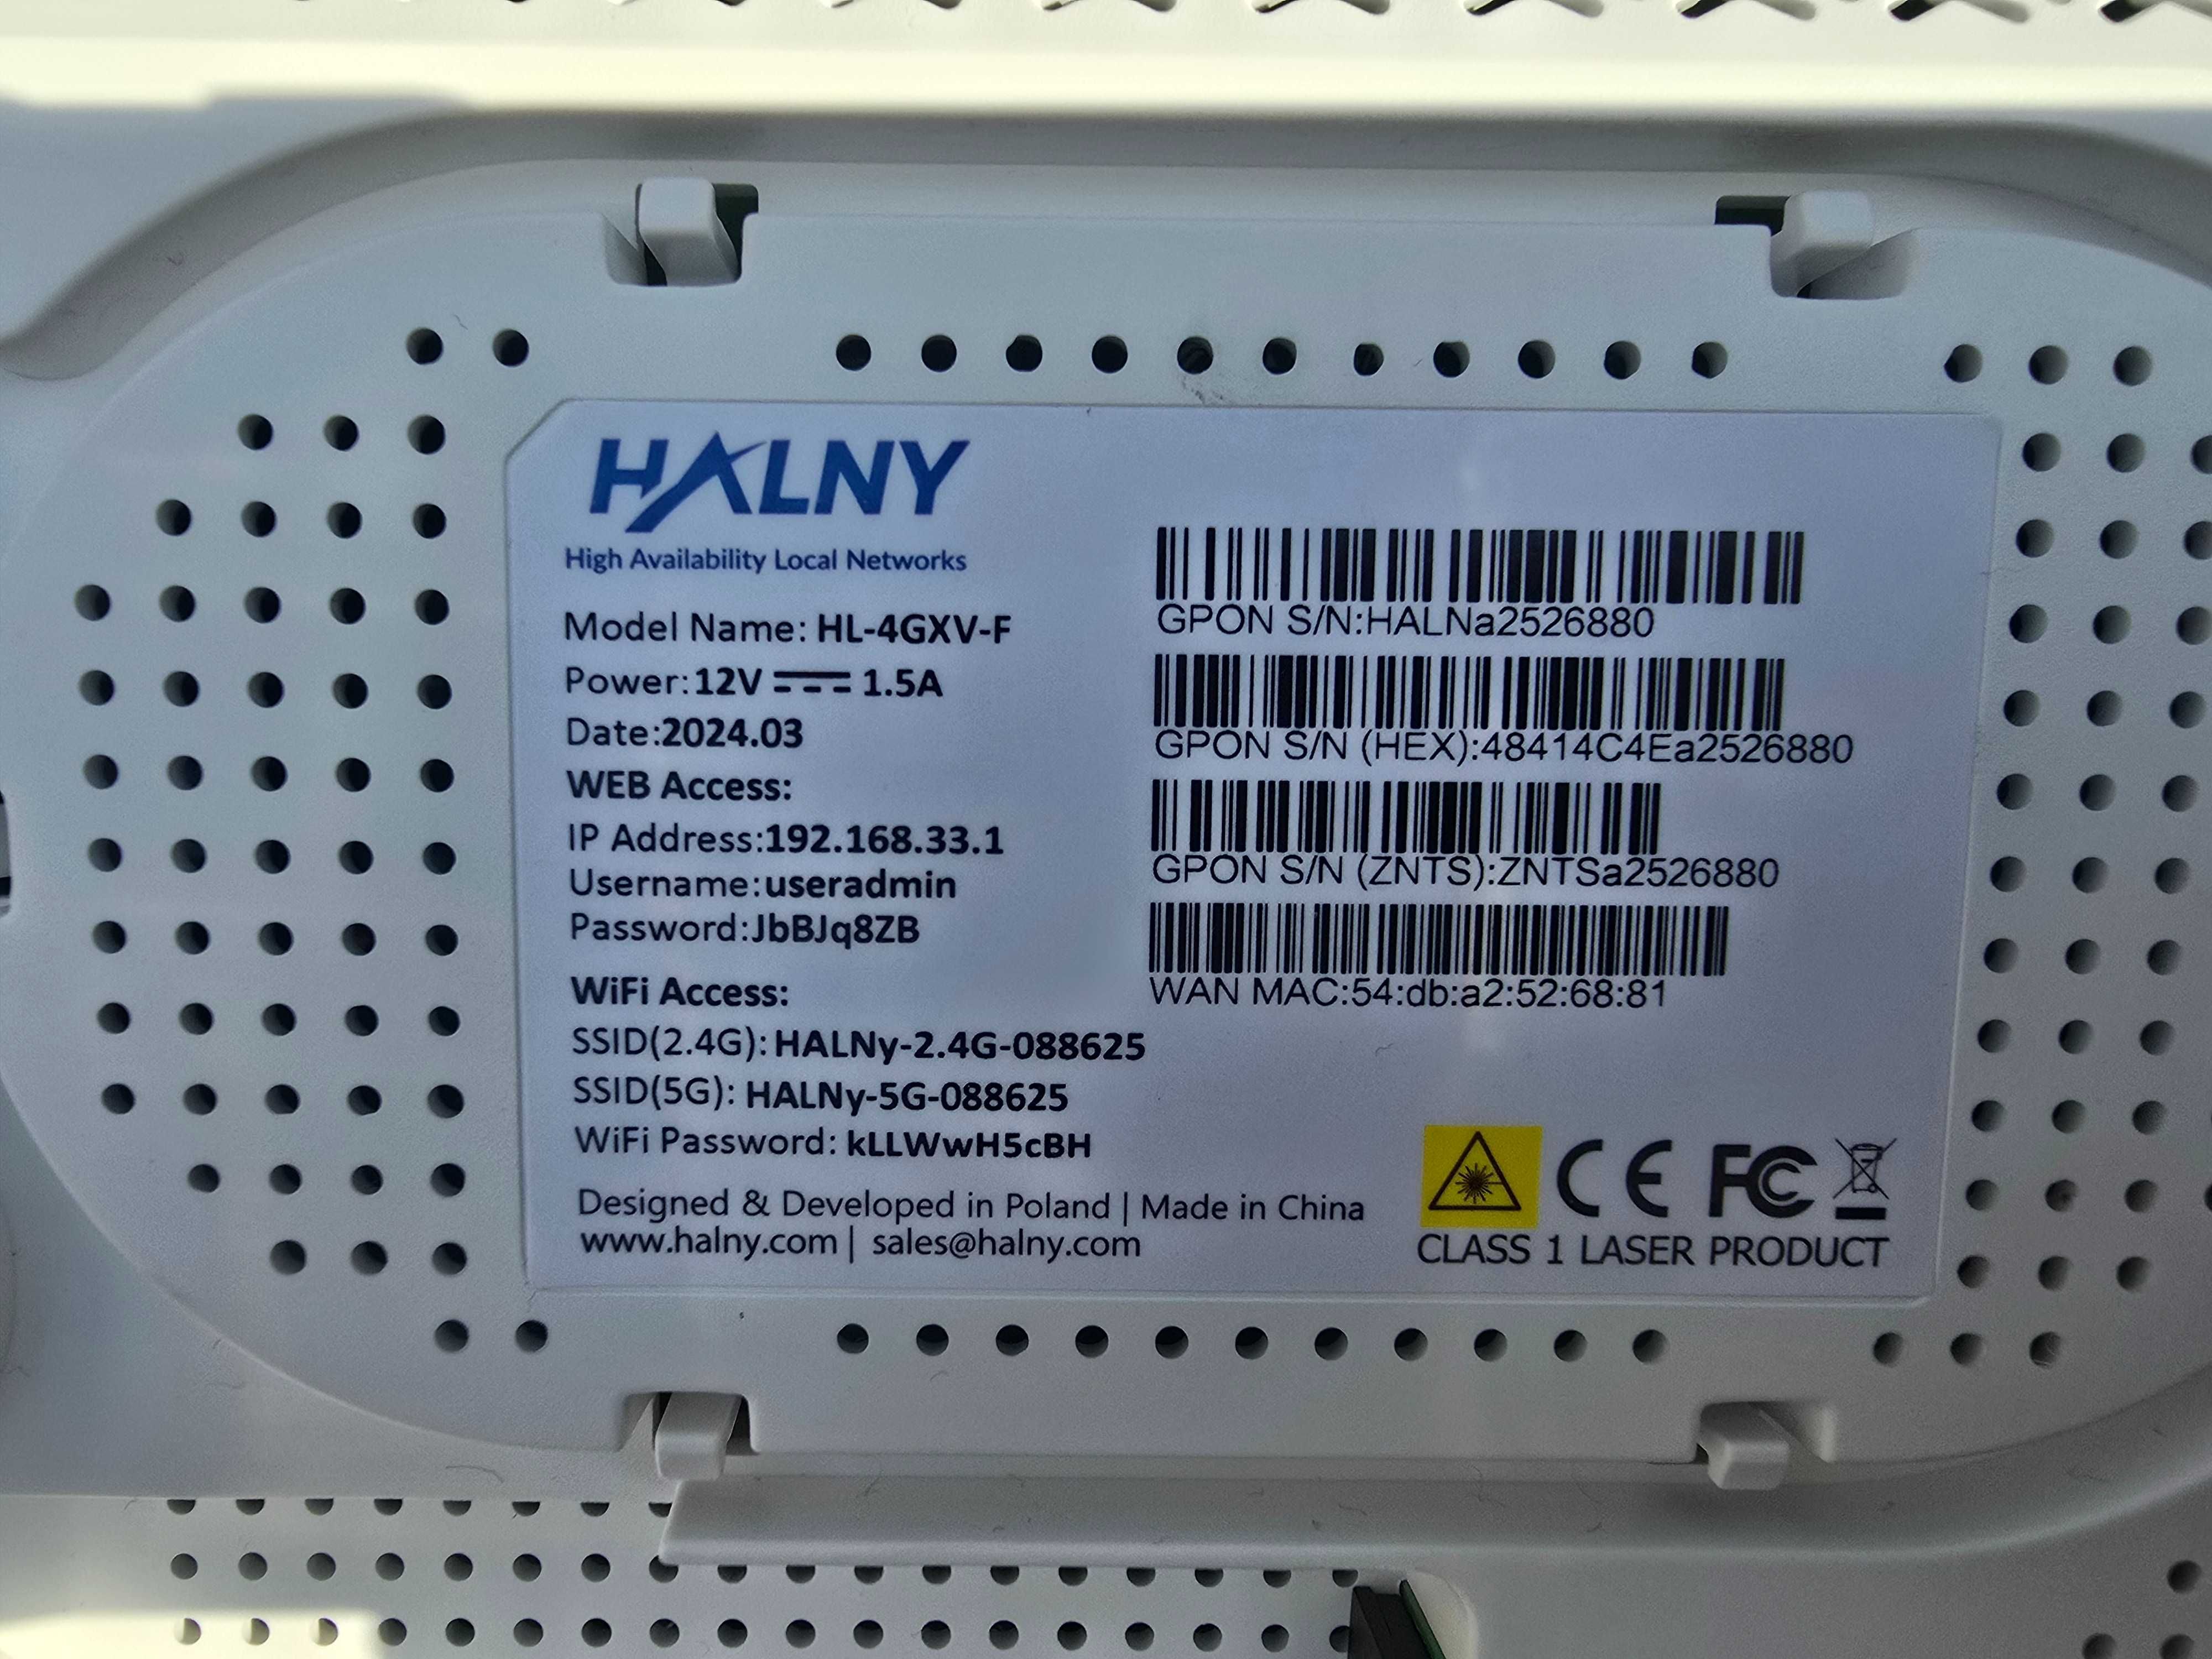 HALNY
High Availability Local Networks
Model Name: HL-4GXV-F
Power: 12V 1.5A
Date:2024.03
WEB Access:
IP Address:192.168.33.1
Username:useradmin
Password:JbBJq8ZB
WiFi Access:
SSID(2.4G): HALNy-2.4G-088625
SSID(5G): HALNy-5G-088625
WiFi Password: kLLWwH5cBH
Designed & Developed in Poland | Made in China
www.halny.com | sales@halny.com
GPON S/N:HALNa2526880
GPON S/N (HEX):48414C4Ea2526880
GPON S/N (ZNTS):ZNTSa2526880
WAN MAC:54:db:a2:52:68:81
CE FC
CLASS 1 LASER PRODUCT